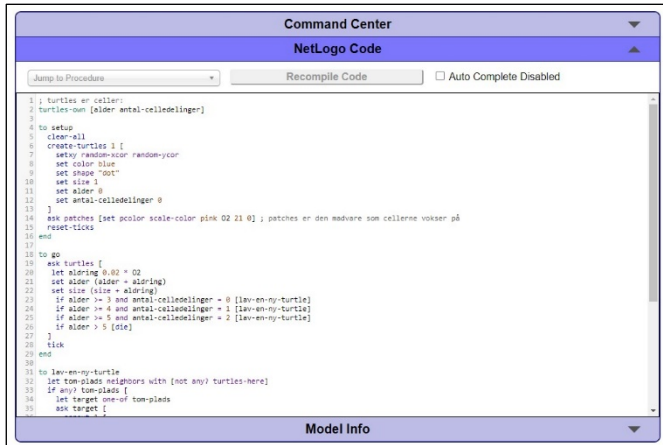 Command Center
NetLogo Code
Jump to Procedure
Recompile Code
Auto Complete Disabled
1 ; turtles er celler:
2 turtles-own [alder antal-celledelinger]
3
4 to setup
5 clear-all
6 create-turtles 1 [
7 setxy random-xcor random-ycor
8 set color blue
9 set shape "dot"
10 set size 1
11 set alder 0
12 set antal-celledelinger 0
13 ]
14 ask patches [set pcolor scale-color pink O2 21 0] ; patches er den madvare som cellerne vokser på
15 reset-ticks
16 end
17
18 to go
19 ask turtles [
20 let aldring 0.02 * O2
21 set alder (alder + aldring)
22 set size (size + aldring)
23 if alder >= 3 and antal-celledelinger = 0 [lav-en-ny-turtle]
24 if alder >= 4 and antal-celledelinger = 1 [lav-en-ny-turtle]
25 if alder >= 5 and antal-celledelinger = 2 [lav-en-ny-turtle]
26 if alder > 5 [die]
27 ]
28 tick
29 end
30
31 to lav-en-ny-turtle
32 let tom-plads neighbors with [not any? turtles-here]
33 if any? tom-plads [
34 let target one-of tom-plads
35 ask target [
Model Info